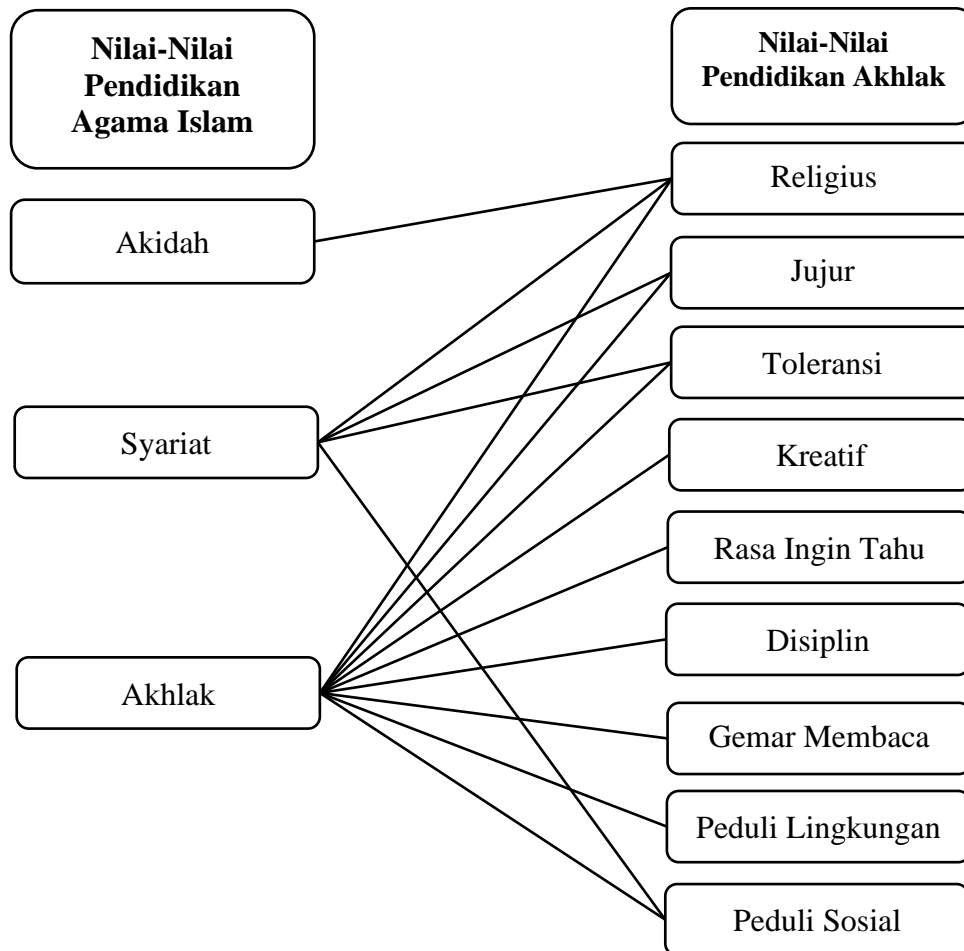 Nilai-Nilai
Pendidikan
Agama Islam
Akidah
Syariat
Akhlak
Nilai-Nilai
Pendidikan Akhlak
Religius
Jujur
Toleransi
Kreatif
Rasa Ingin Tahu
Disiplin
Gemar Membaca
Peduli Lingkungan
Peduli Sosial